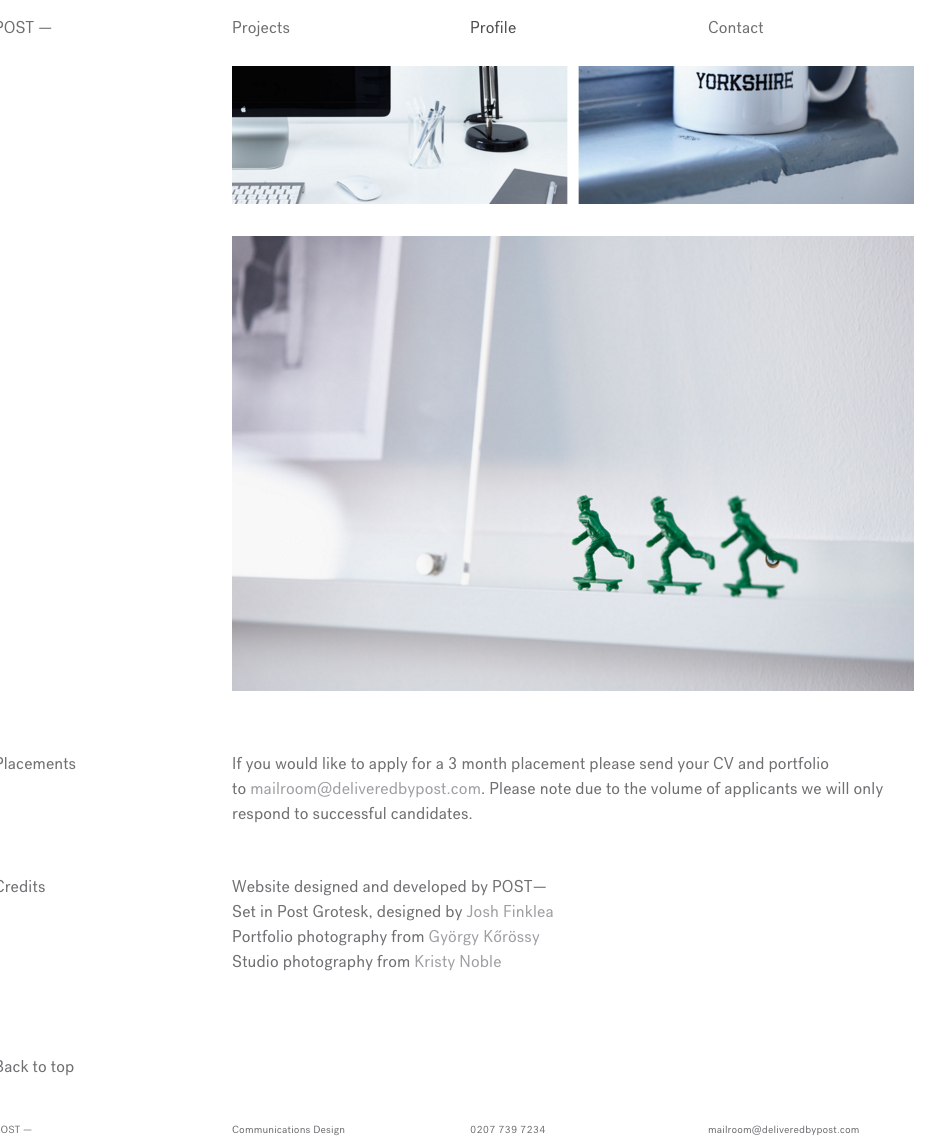 POST —
Projects
Profile
Contact
YORKSHIRE
Placements
If you would like to apply for a 3 month placement please send your CV and portfolio
to mailroom@deliveredbypost.com. Please note due to the volume of applicants we will only
respond to successful candidates.
Credits
Website designed and developed by POST—
Set in Post Grotesk, designed by Josh Finklea
Portfolio photography from György Kőrössy
Studio photography from Kristy Noble
Back to top
OST —
Communications Design
0207 739 7234
mailroom@deliveredbypost.com